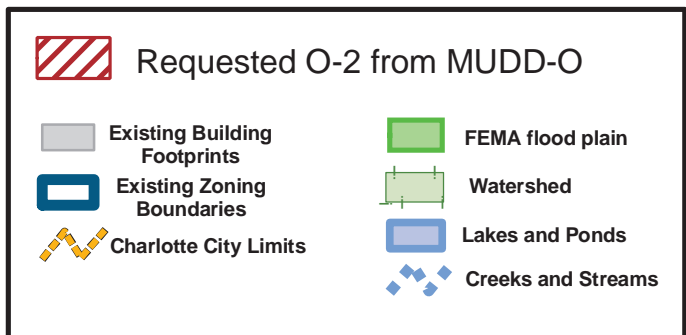 Requested O-2 from MUDD-O
Existing Building
Footprints
Existing Zoning
Boundaries
Charlotte City Limits
FEMA flood plain
Watershed
Lakes and Ponds
Creeks and Streams